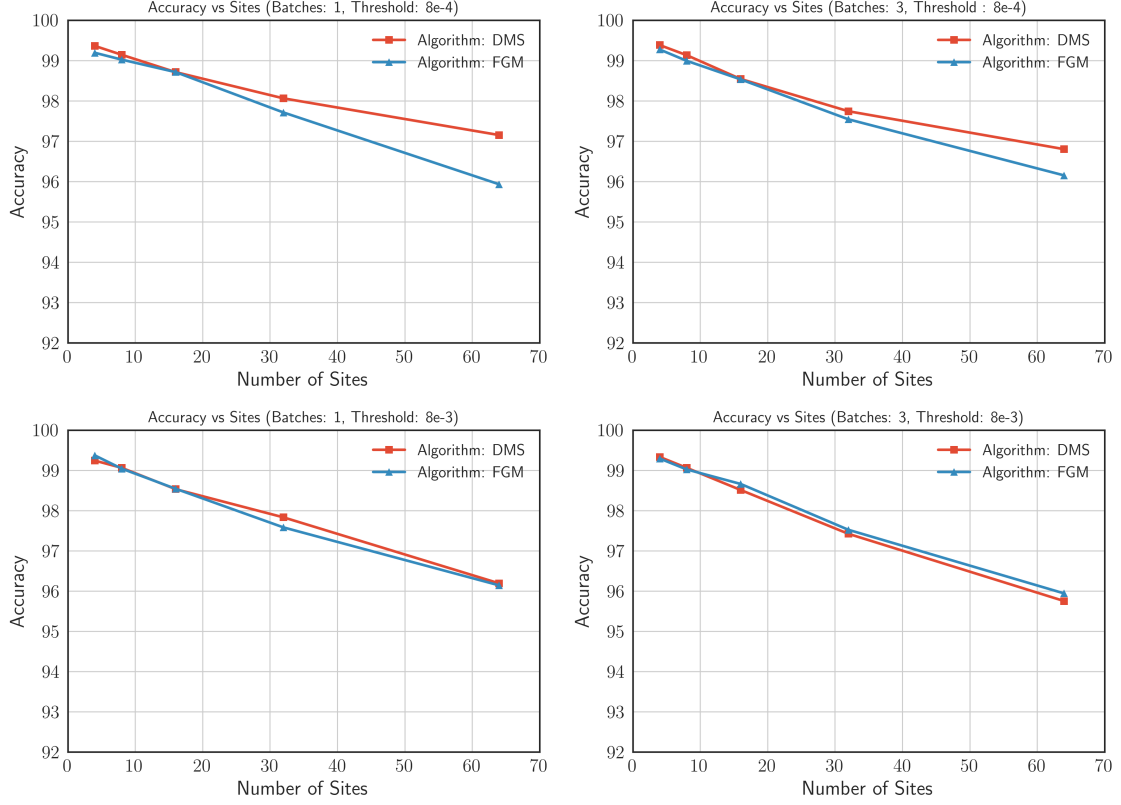 Accuracy vs Sites (Batches: 1, Threshold: 8e-4)
100
99
98
97
96
95
94
93
92
Accuracy
Algorithm: DMS
Algorithm: FGM
0 10 20 30 40 50 60 70
Number of Sites
Accuracy vs Sites (Batches: 3, Threshold : 8e-4)
100
99
98
97
96
95
94
93
92
Accuracy
Algorithm: DMS
Algorithm: FGM
0 10 20 30 40 50 60 70
Number of Sites
Accuracy vs Sites (Batches: 1, Threshold: 8e-3)
100
99
98
97
96
95
94
93
92
Accuracy
Algorithm: DMS
Algorithm: FGM
0 10 20 30 40 50 60 70
Number of Sites
Accuracy vs Sites (Batches: 3, Threshold: 8e-3)
100
99
98
97
96
95
94
93
92
Accuracy
Algorithm: DMS
Algorithm: FGM
0 10 20 30 40 50 60 70
Number of Sites